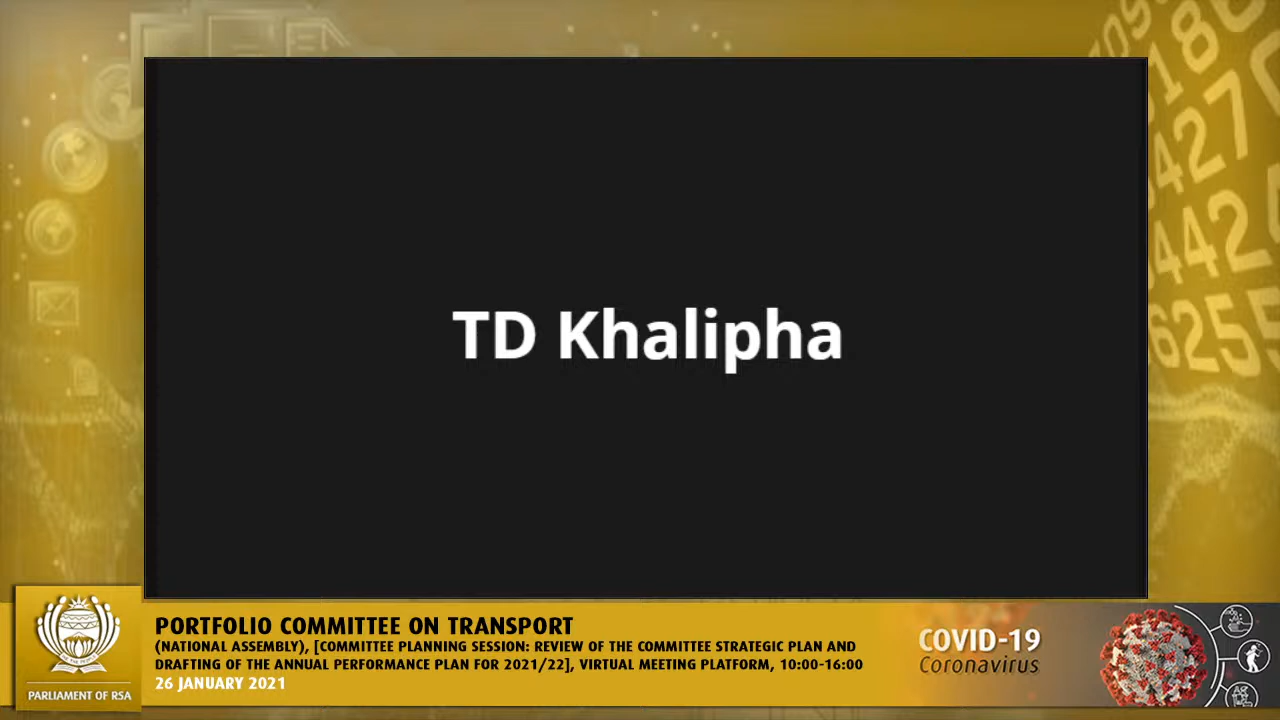 TD Khalipha
PORTFOLIO COMMITTEE ON TRANSPORT
(NATIONAL ASSEMBLY), [COMMITTEE PLANNING SESSION: REVIEW OF THE COMMITTEE STRATEGIC PLAN AND
DRAFTING OF THE ANNUAL PERFORMANCE PLAN FOR 2021/22], VIRTUAL MEETING PLATFORM, 10:00-16:00
26 JANUARY 2021
PARLIAMENT OF RSA
COVID-19
Coronavirus